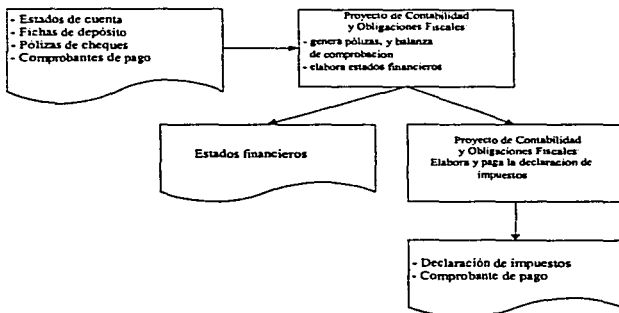 - Estados de cuenta
- Fichas de depósito
- Pólizas de cheques
- Comprobantes de pago
Proyecto de Contabilidad
y Obligaciones Fiscales
- genera pólizas, y balanza
de comprobacion
- elabora estados financieros
Estados financieros
Proyecto de Contabilidad
y Obligaciones Fiscales
Elabora y paga la declaracion de
impuestos
- Declaración de impuestos
- Comprobante de pago